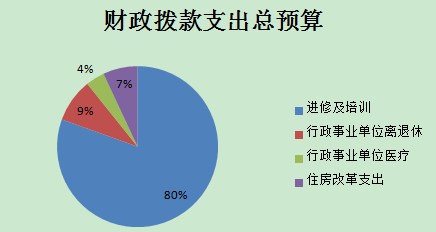 财政拨款支出总预算
4%
7%
9%
80%
进修及培训
行政事业单位离退休
行政事业单位医疗
住房改革支出